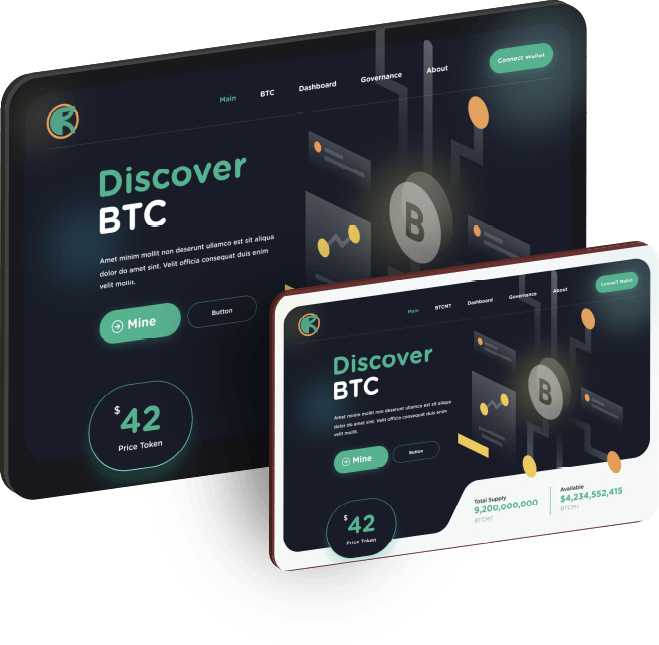 Main BTC Dashboard Governance About Connect Wallet
Discover
BTC
Amet minim mollit non deserunt ullamco est sit aliqua
dolor do amet sint. Velit officia consequat duis enim
velit mollit.
Mine Button
$42
Price Token
B
Main BTCMT Dashboard Governance About Connect Wallet
Discover
BTC
Amet minim mollit non deserunt ullamco est sit aliqua
dolor do amet sint. Velit officia consequat duis enim
velit mollit.
Mine Button
$42
Price Token
B
Total Supply
9,200,000,000
BTCMT
Available
$4,234,552,415